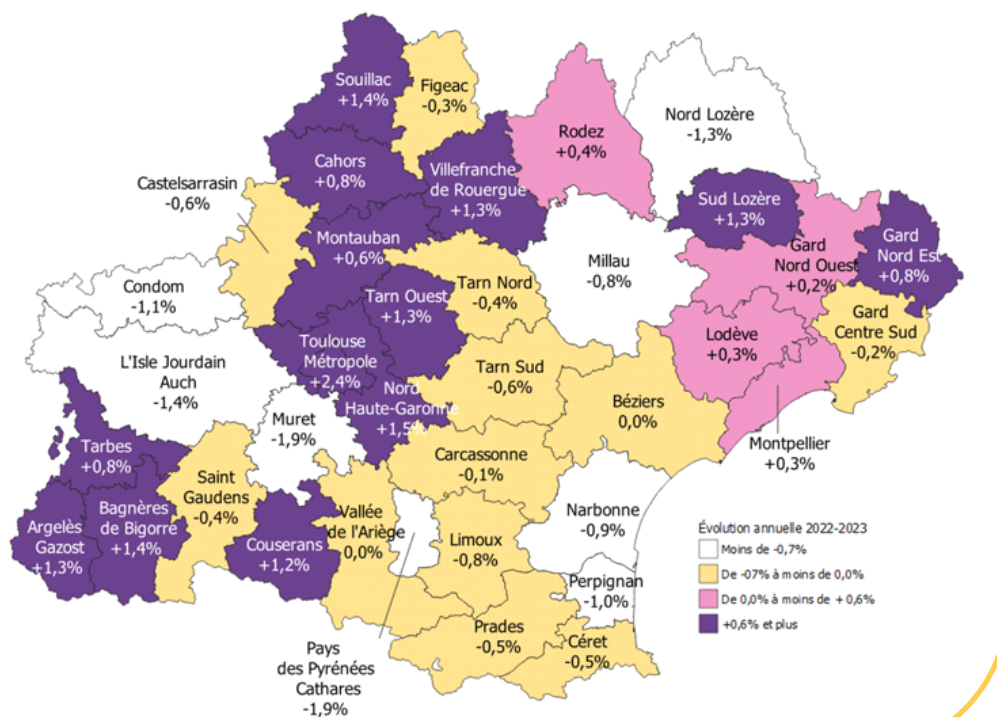 Souillac
+1,4%
Figeac
-0,3%
Nord Lozère
-1,3%
Rodez
+0,4%
Cahors
+0,8%
Villefranche
de Rouergue
+1,3%
Castelsarrasin
-0,6%
Sud Lozère
+1,3%
Montauban
+0,6%
Gard
Nord Ouest
+0,2%
Gard
Nord Est
+0,8%
Millau
-0,8%
Condom
-1,1%
Tarn Nord
-0,4%
Tarn Ouest
+1,3%
Gard
Centre Sud
-0,2%
Lodève
+0,3%
Toulouse
Métropole
+2,4%
L'Isle Jourdain
Auch
-1,4%
Tarn Sud
-0,6%
Nord
Haute-Garonne
+1,5%
Béziers
0,0%
Muret
-1,9%
Montpellier
+0,3%
Tarbes
+0,8%
Carcassonne
-0,1%
Saint
Gaudens
-0,4%
Bagnères
de Bigorre
+1,4%
Argelès
Gazost
+1,3%
Vallée
de l'Ariège
0,0%
Couserans
+1,2%
Narbonne
-0,9%
Limoux
-0,8%
Perpignan
-1,0%
Prades
-0,5%
Céret
-0,5%
Pays
des Pyrénées
Cathares
-1,9%
Évolution annuelle 2022-2023
Moins de -0,7%
De -07% à moins de 0,0%
De 0,0% à moins de + 0,6%
+0,6% et plus